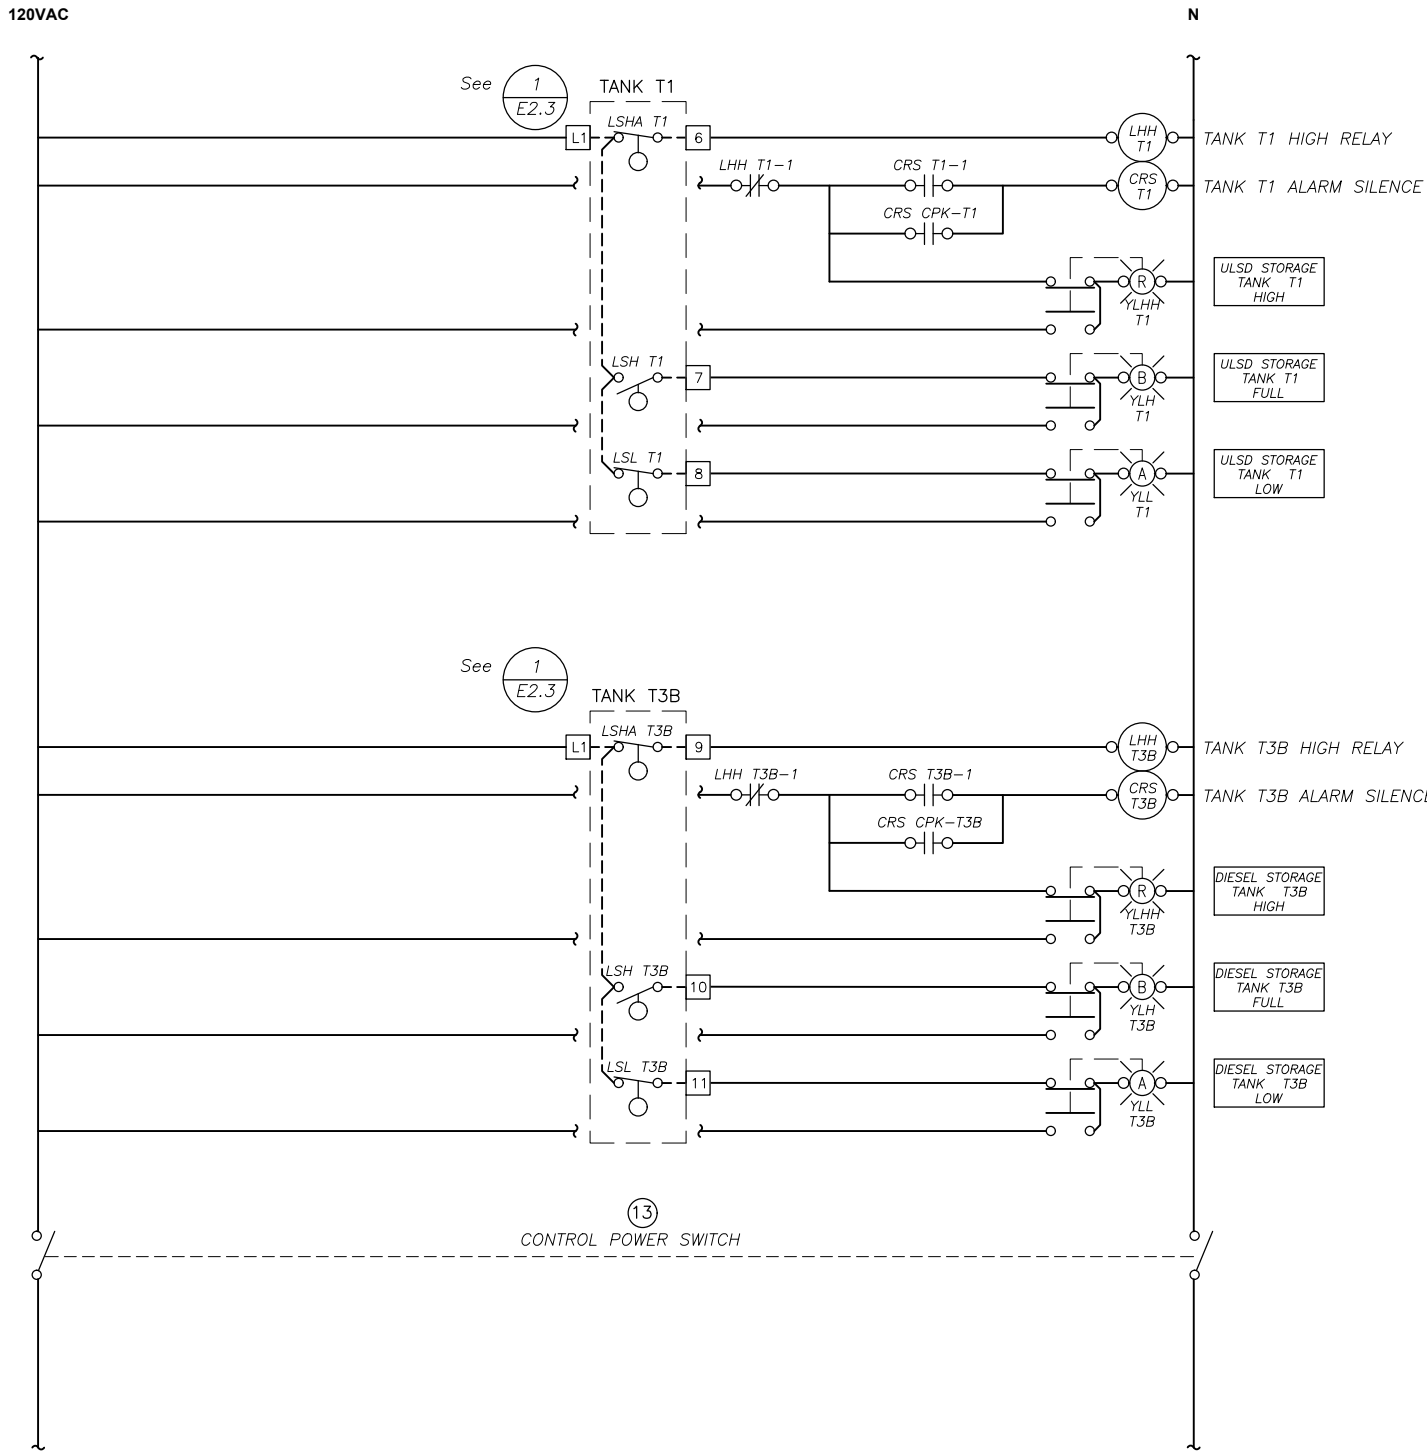 120VAC
N
See
1
E2.3
TANK T1
LSHA T1
L1
6
LHH
T1
TANK T1 HIGH RELAY
LHH T1-1
CRS T1-1
CRS
T1
TANK T1 ALARM SILENCE
CRS CPK-T1
R
YLHH
T1
ULSD STORAGE
TANK T1
HIGH
LSH T1
7
B
YLH
T1
ULSD STORAGE
TANK T1
FULL
LSL T1
8
A
YLL
T1
ULSD STORAGE
TANK T1
LOW
See
1
E2.3
TANK T3B
LSHA T3B
L1
9
LHH
T3B
TANK T3B HIGH RELAY
LHH T3B-1
CRS T3B-1
CRS
T3B
TANK T3B ALARM SILENCE
CRS CPK-T3B
R
YLHH
T3B
DIESEL STORAGE
TANK T3B
HIGH
LSH T3B
10
B
YLH
T3B
DIESEL STORAGE
TANK T3B
FULL
LSL T3B
11
A
YLL
T3B
DIESEL STORAGE
TANK T3B
LOW
13
CONTROL POWER SWITCH